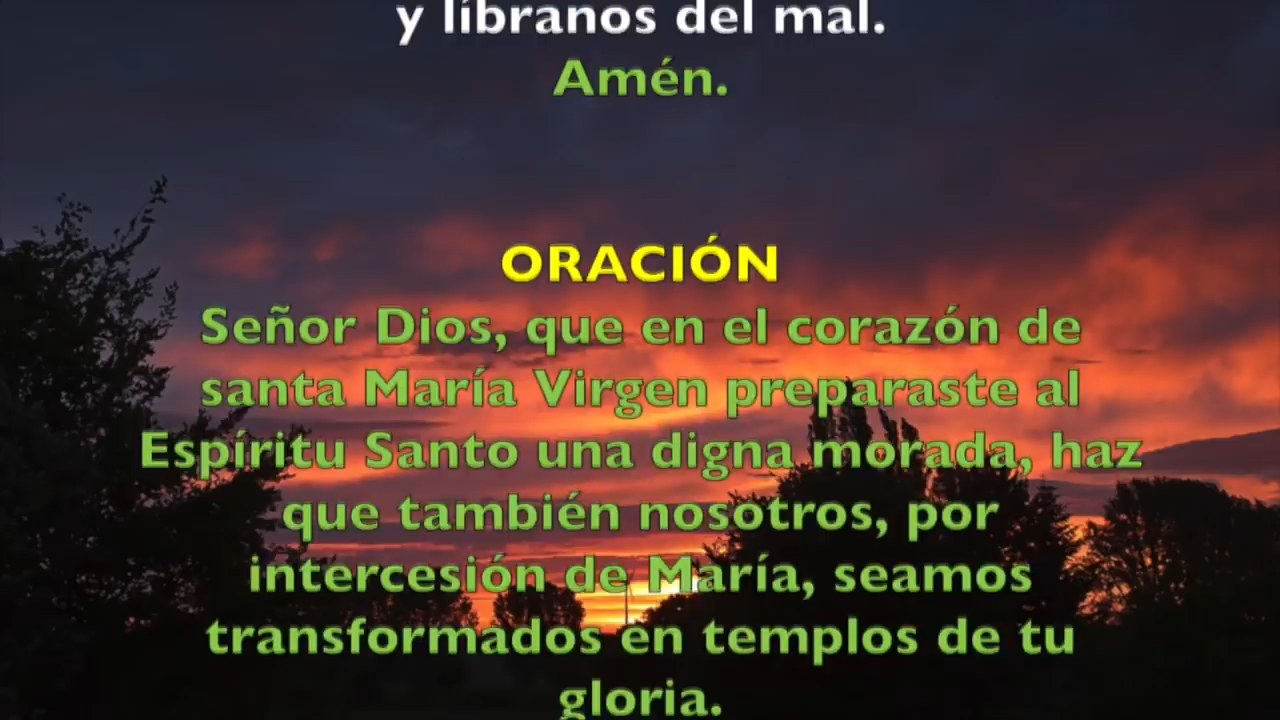 y líbranos del mal.
Amén.
ORACIÓN
Señor Dios, que en el corazón de
santa María Virgen preparaste al
Espíritu Santo una digna morada, haz
que también nosotros, por
intercesión de María, seamos
transformados en templos de tu
gloria.